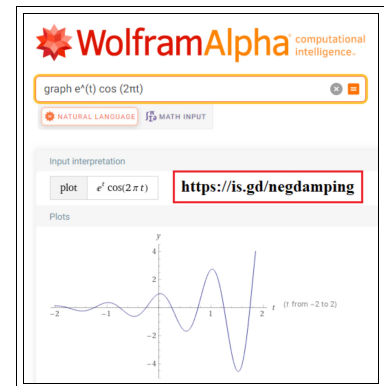 WolframAlpha computational intelligence.
graph e^(t) cos (2πt)
NATURAL LANGUAGE MATH INPUT
Input interpretation
plot e^t cos(2 π t) https://is.gd/negdamping
Plots
y
4
2
-2 -1 1 2 t (t from -2 to 2)
-2
-4